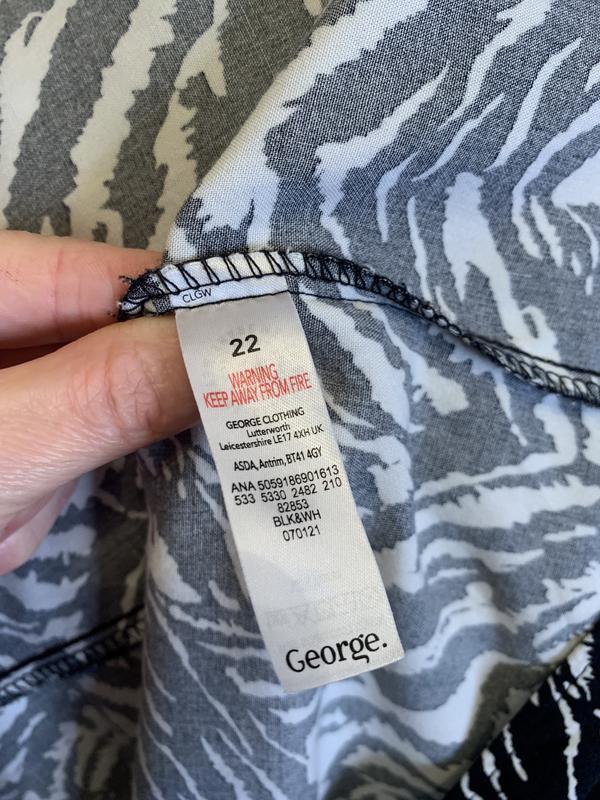 CLGW
22
WARNING
KEEP AWAY FROM FIRE
GEORGE CLOTHING
Lutterworth
Leicestershire LE17 4XH UK
ASDA, Antrim, BT41 4GY
ANA 5059186901613
533 5330 2482 210
82853
BLK&WH
070121
George.